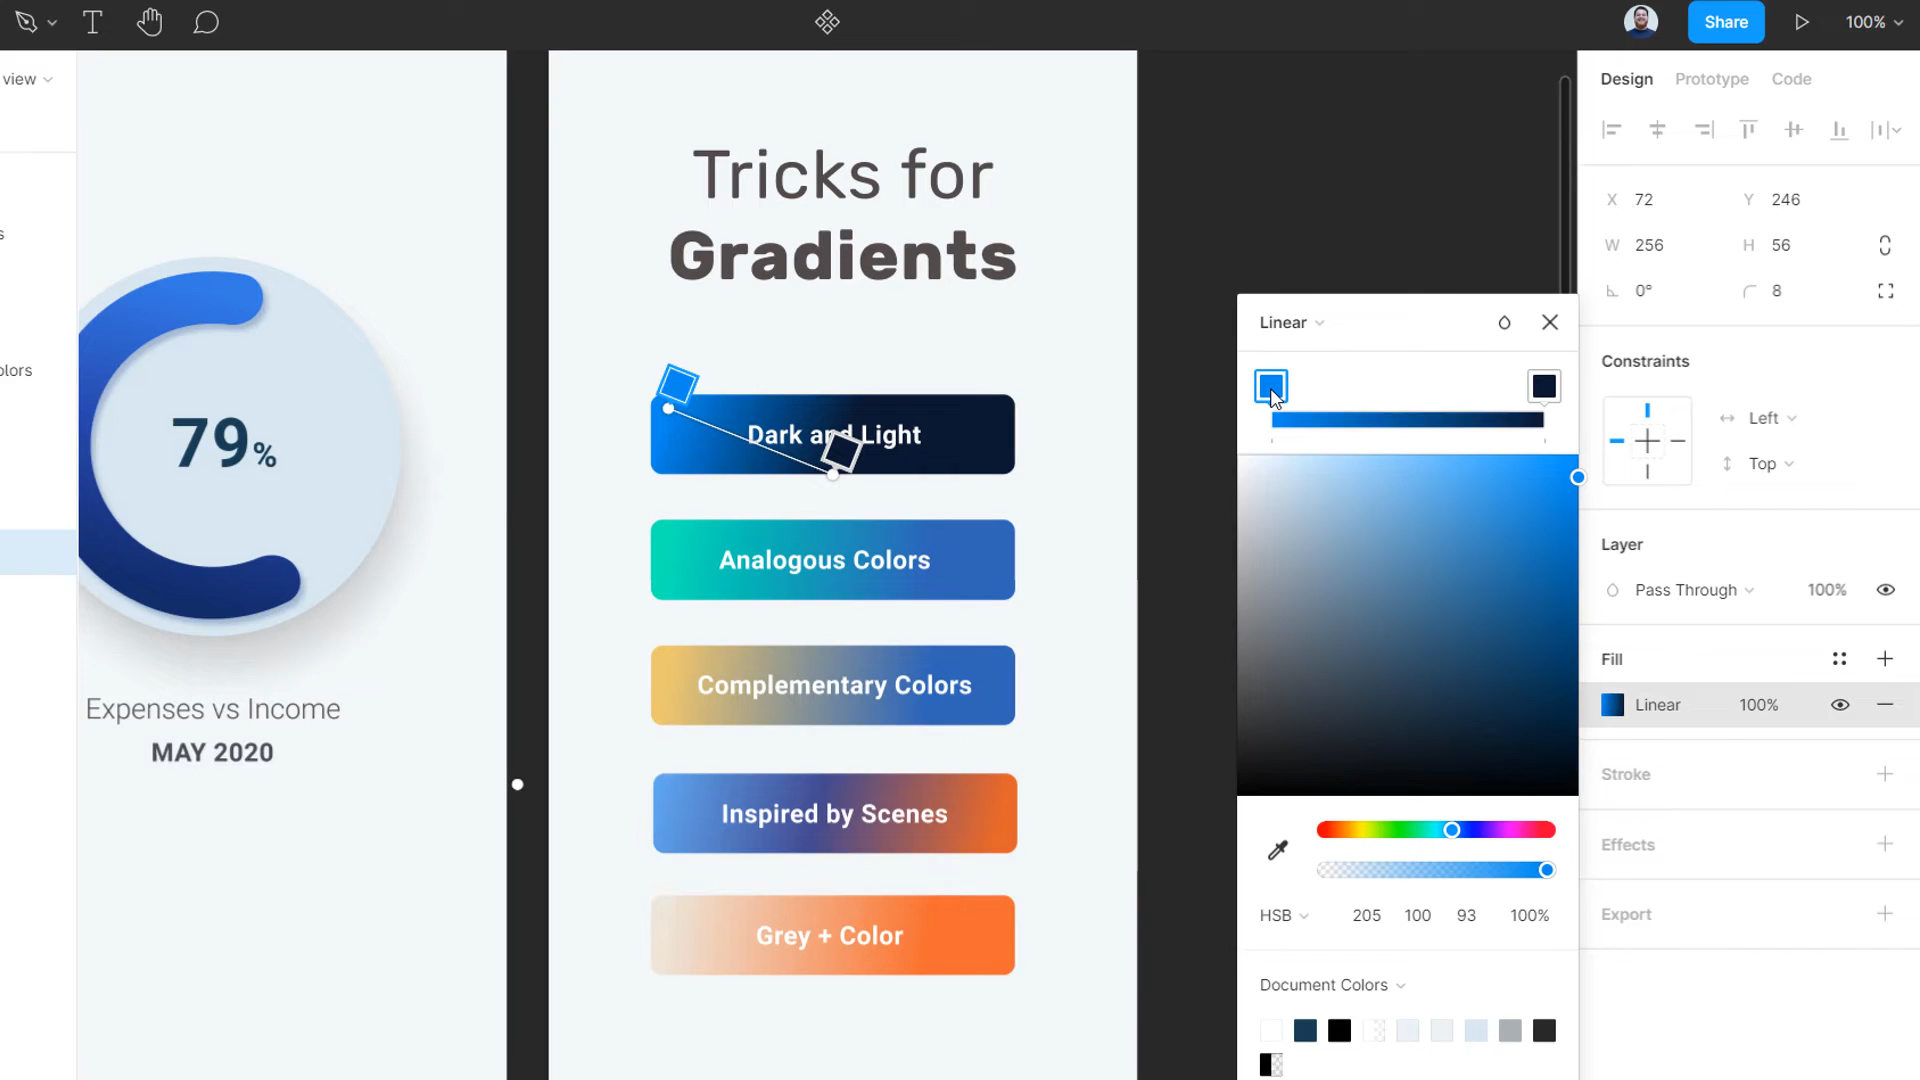 Share
100%
view
s
olors
79%
Expenses vs Income
MAY 2020
Tricks for
Gradients
Dark and Light
Analogous Colors
Complementary Colors
Inspired by Scenes
Grey + Color
Linear
HSB 205 100 93 100%
Document Colors
Design Prototype Code
X 72 Y 246
W 256 H 56
0° 8
Constraints
Left
Top
Layer
Pass Through 100%
Fill
Linear 100%
Stroke
Effects
Export